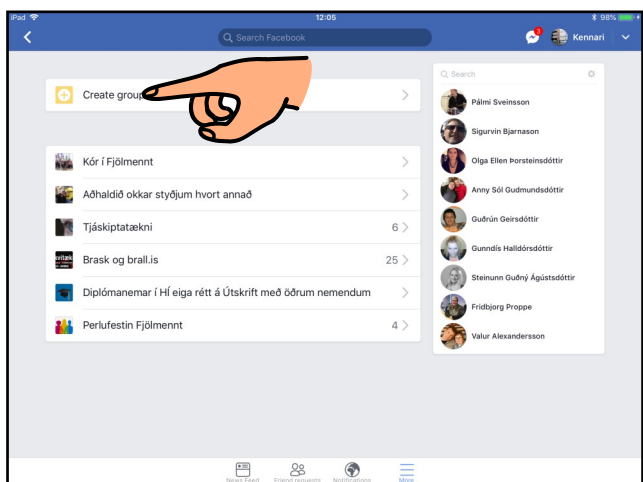 iPad 12:05 98%
Search Facebook
1
Kennari
Create group
Kór í Fjölmennt
Aðhaldið okkar styðjum hvort annað
Tjáskiptatækni 6
Brask og brall.is 25
Diplómanemar í HÍ eiga rétt á Útskrift með öðrum nemendum
Perlufestin Fjölmennt 4
Search
Pálmi Sveinsson
Sigurvin Bjarnason
Olga Ellen Þorsteinsdóttir
Anny Sól Gudmundsdóttir
Guðrún Geirsdóttir
Gunndís Halldórsdóttir
Steinunn Guðný Ágústsdóttir
Fridbjorg Proppe
Valur Alexandersson
News Feed Friend requests Notifications More